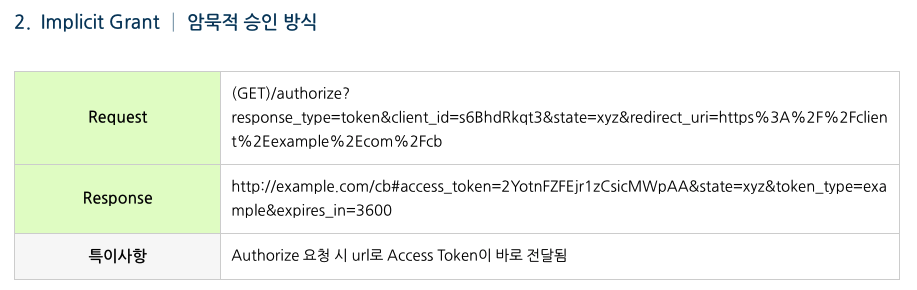 2. Implicit Grant | 암묵적 승인 방식
Request
(GET)/authorize?
response_type=token&client_id=s6BhdRkqt3&state=xyz&redirect_uri=https%3A%2F%2Fclien
t%2Eexample%2Ecom%2Fcb
Response
http://example.com/cb#access_token=2YotnFZFEjr1zCsicMWpAA&state=xyz&token_type=exa
mple&expires_in=3600
특이사항
Authorize 요청 시 url로 Access Token이 바로 전달됨